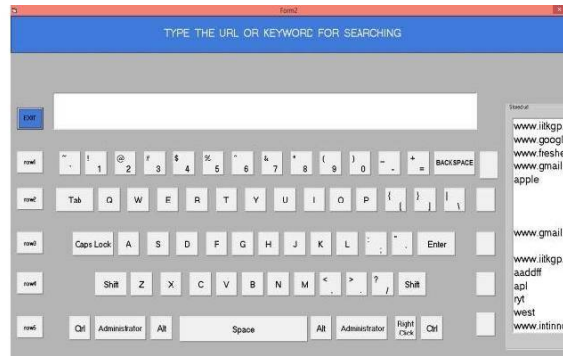 Form2
TYPE THE URL OR KEYWORD FOR SEARCHING
EXIT
row1 ~ ` ! 1 @ 2 # 3 $ 4 % 5 ^ 6 & 7 * 8 ( 9 ) 0 _ - + = BACKSPACE
row2 Tab Q W E R T Y U I O P { [ } ] | \
row3 Caps Lock A S D F G H J K L : ; " ' Enter
row4 Shift Z X C V B N M < , > . ? / Shift
row5 Ctrl Administrator Alt Space Alt Administrator Right Click Ctrl
www.iitkgp.
www.googl
www.freshe
www.gmail
apple
www.gmail
www.iitkgp.
aaddff
apl
ryt
west
www.intinn